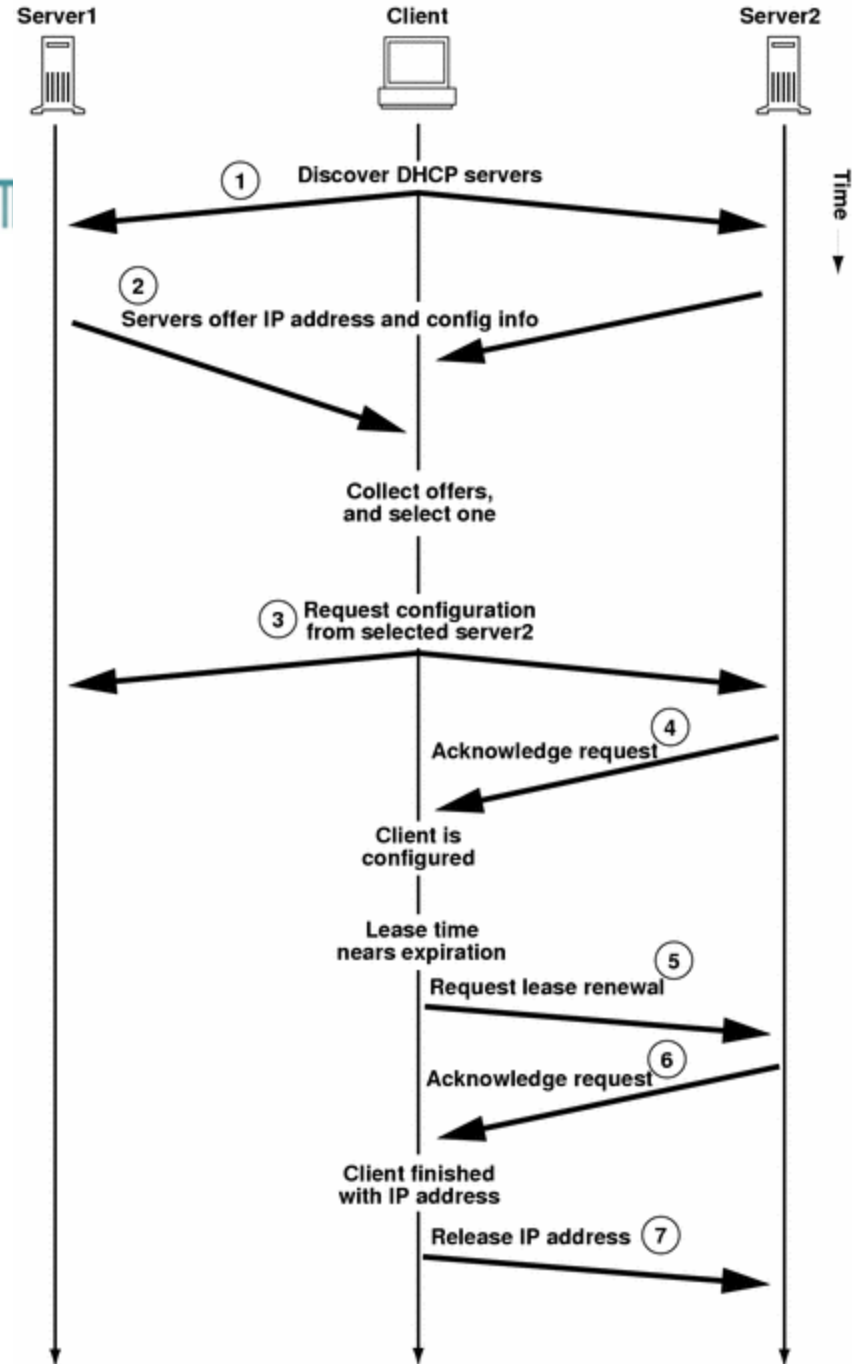 Server1
Client
Server2
1
Discover DHCP servers
Time
2
Servers offer IP address and config info
Collect offers,
and select one
3
Request configuration
from selected server2
4
Acknowledge request
Client is
configured
Lease time
nears expiration
5
Request lease renewal
6
Acknowledge request
Client finished
with IP address
Release IP address
7